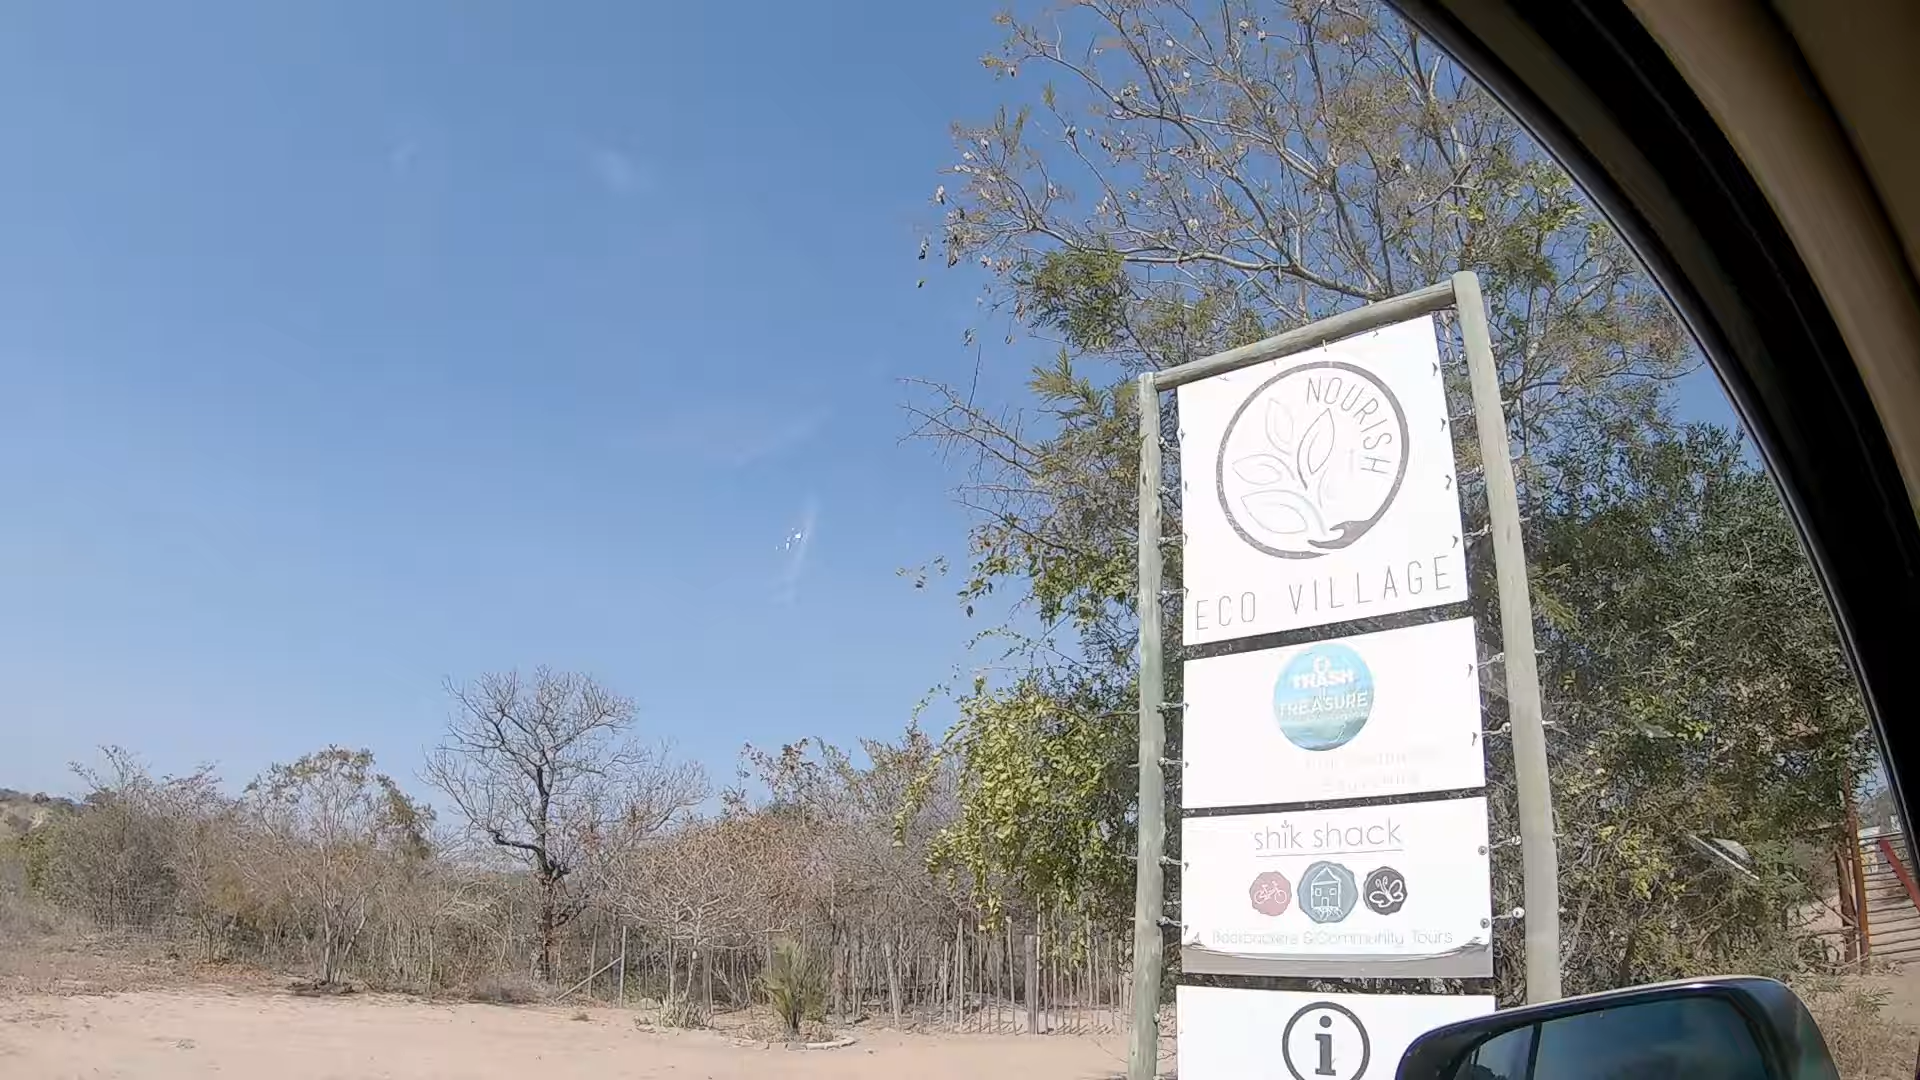 NOURISH
ECO VILLAGE
TRASH
TREASURE
shik shack
Backpackers & Community Tours
i